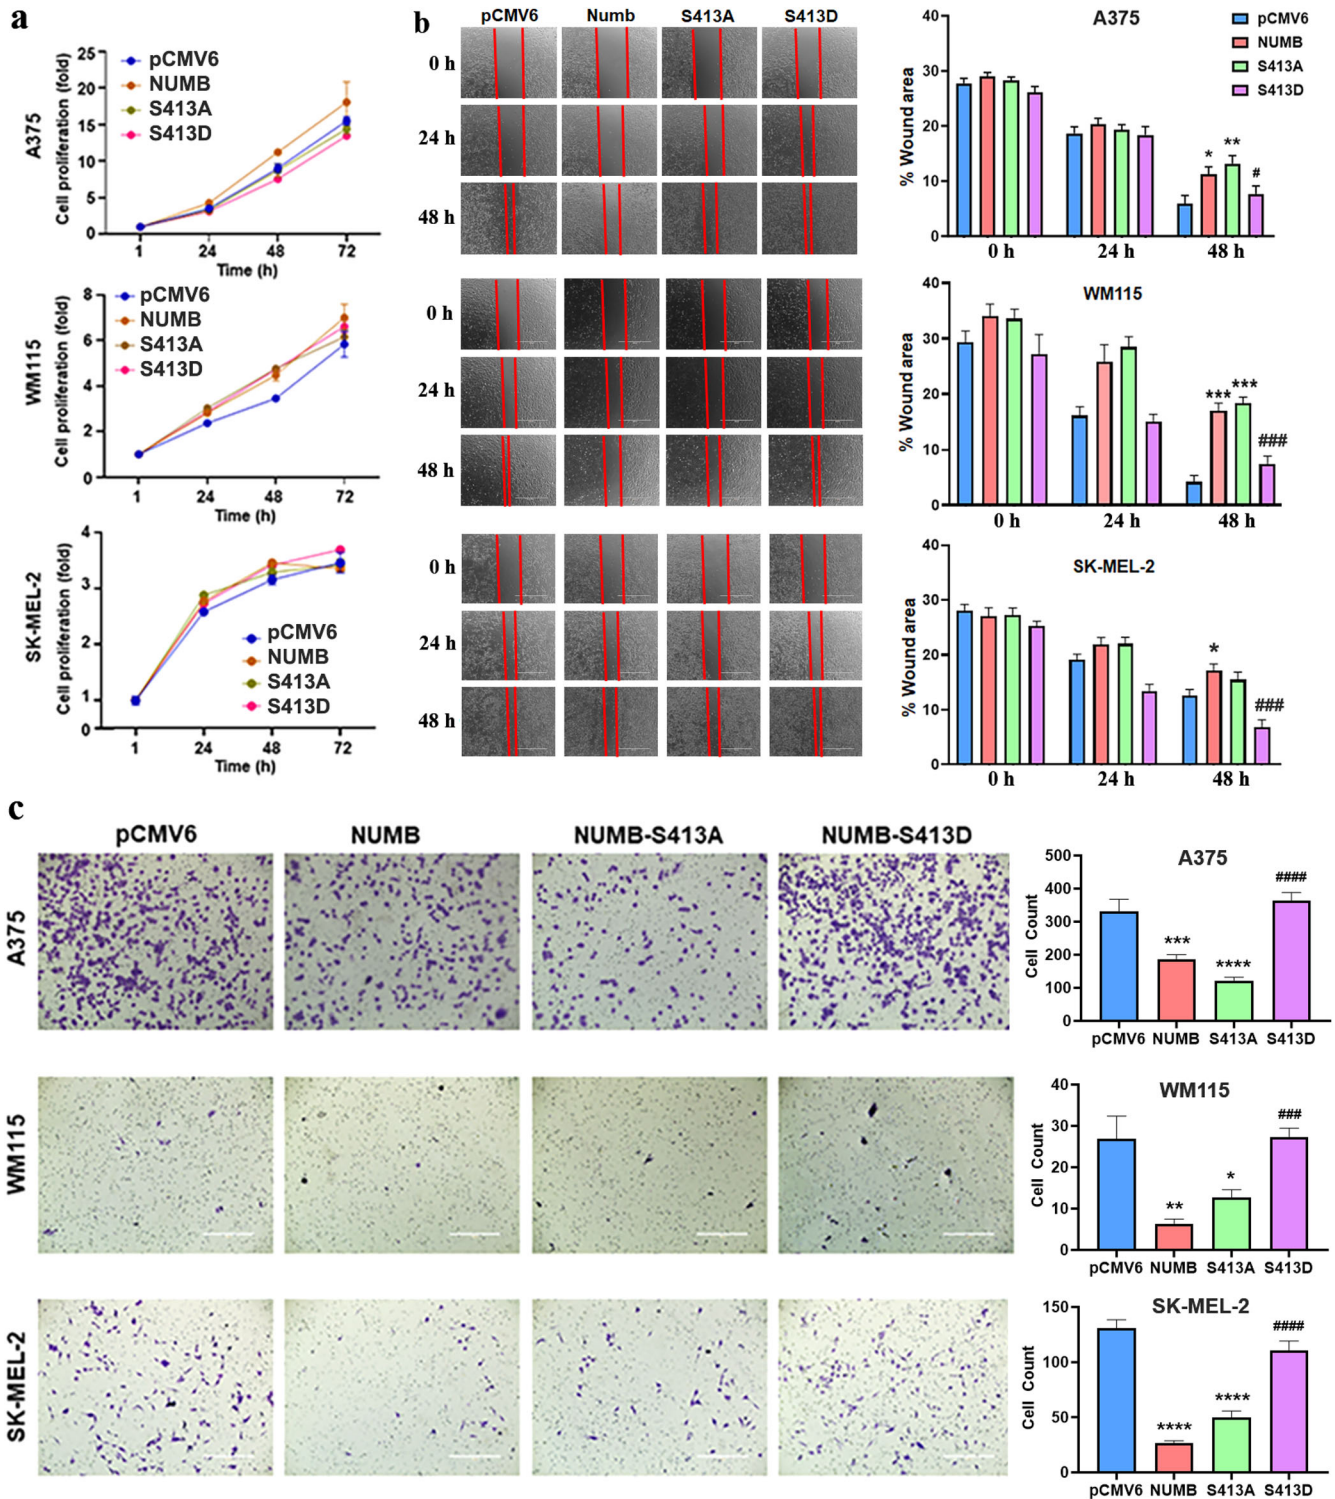 a
A375
Cell proliferation (fold)
25
20
15
10
5
0
pCMV6
NUMB
S413A
S413D
1 24 48 72
Time (h)
WM115
Cell proliferation (fold)
8
6
4
2
0
pCMV6
NUMB
S413A
S413D
1 24 48 72
Time (h)
SK-MEL-2
Cell proliferation (fold)
4
3
2
1
0
pCMV6
NUMB
S413A
S413D
1 24 48 72
Time (h)
b
pCMV6 Numb S413A S413D
0 h
24 h
48 h
0 h
24 h
48 h
0 h
24 h
48 h
A375
% Wound area
40
30
20
10
0
pCMV6
NUMB
S413A
S413D
* ** #
0 h 24 h 48 h
WM115
% Wound area
40
30
20
10
0
*** *** ###
0 h 24 h 48 h
SK-MEL-2
% Wound area
40
30
20
10
0
* ###
0 h 24 h 48 h
c
pCMV6 NUMB NUMB-S413A NUMB-S413D
A375
WM115
SK-MEL-2
A375
Cell Count
500
400
300
200
100
0
*** **** ####
pCMV6 NUMB S413A S413D
WM115
Cell Count
40
30
20
10
0
** * ###
pCMV6 NUMB S413A S413D
SK-MEL-2
Cell Count
150
100
50
0
**** **** ####
pCMV6 NUMB S413A S413D